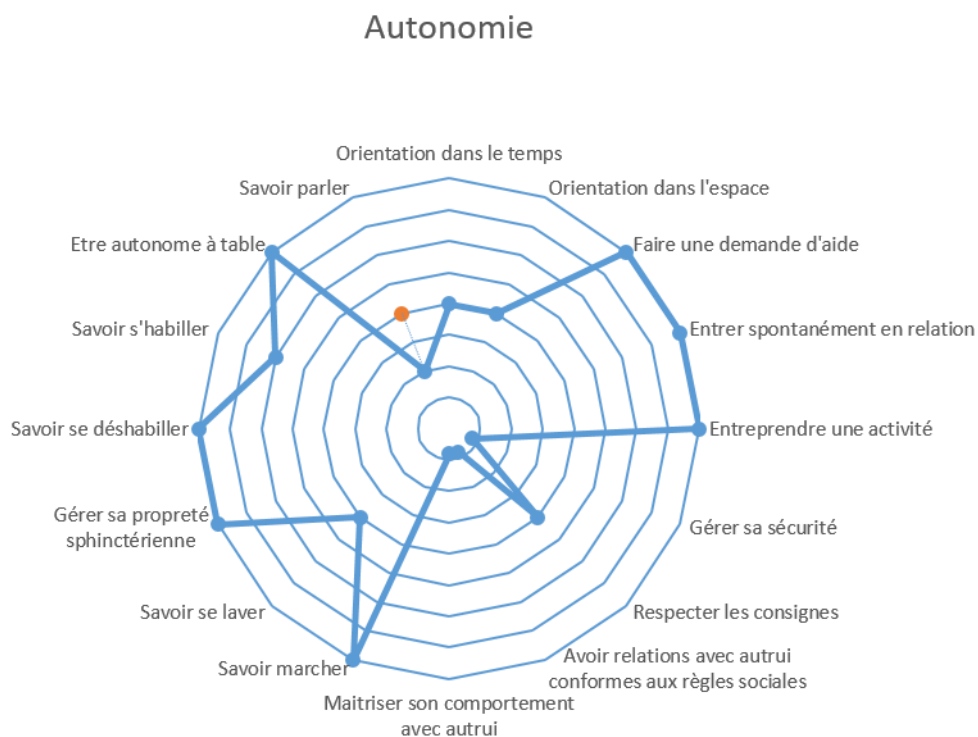 Autonomie
Orientation dans le temps
Orientation dans l'espace
Faire une demande d'aide
Entrer spontanément en relation
Entreprendre une activité
Gérer sa sécurité
Respecter les consignes
Avoir relations avec autrui
conformes aux règles sociales
Maitriser son comportement
avec autrui
Savoir marcher
Savoir se laver
Gérer sa propreté
sphinctérienne
Savoir se déshabiller
Savoir s'habiller
Etre autonome à table
Savoir parler